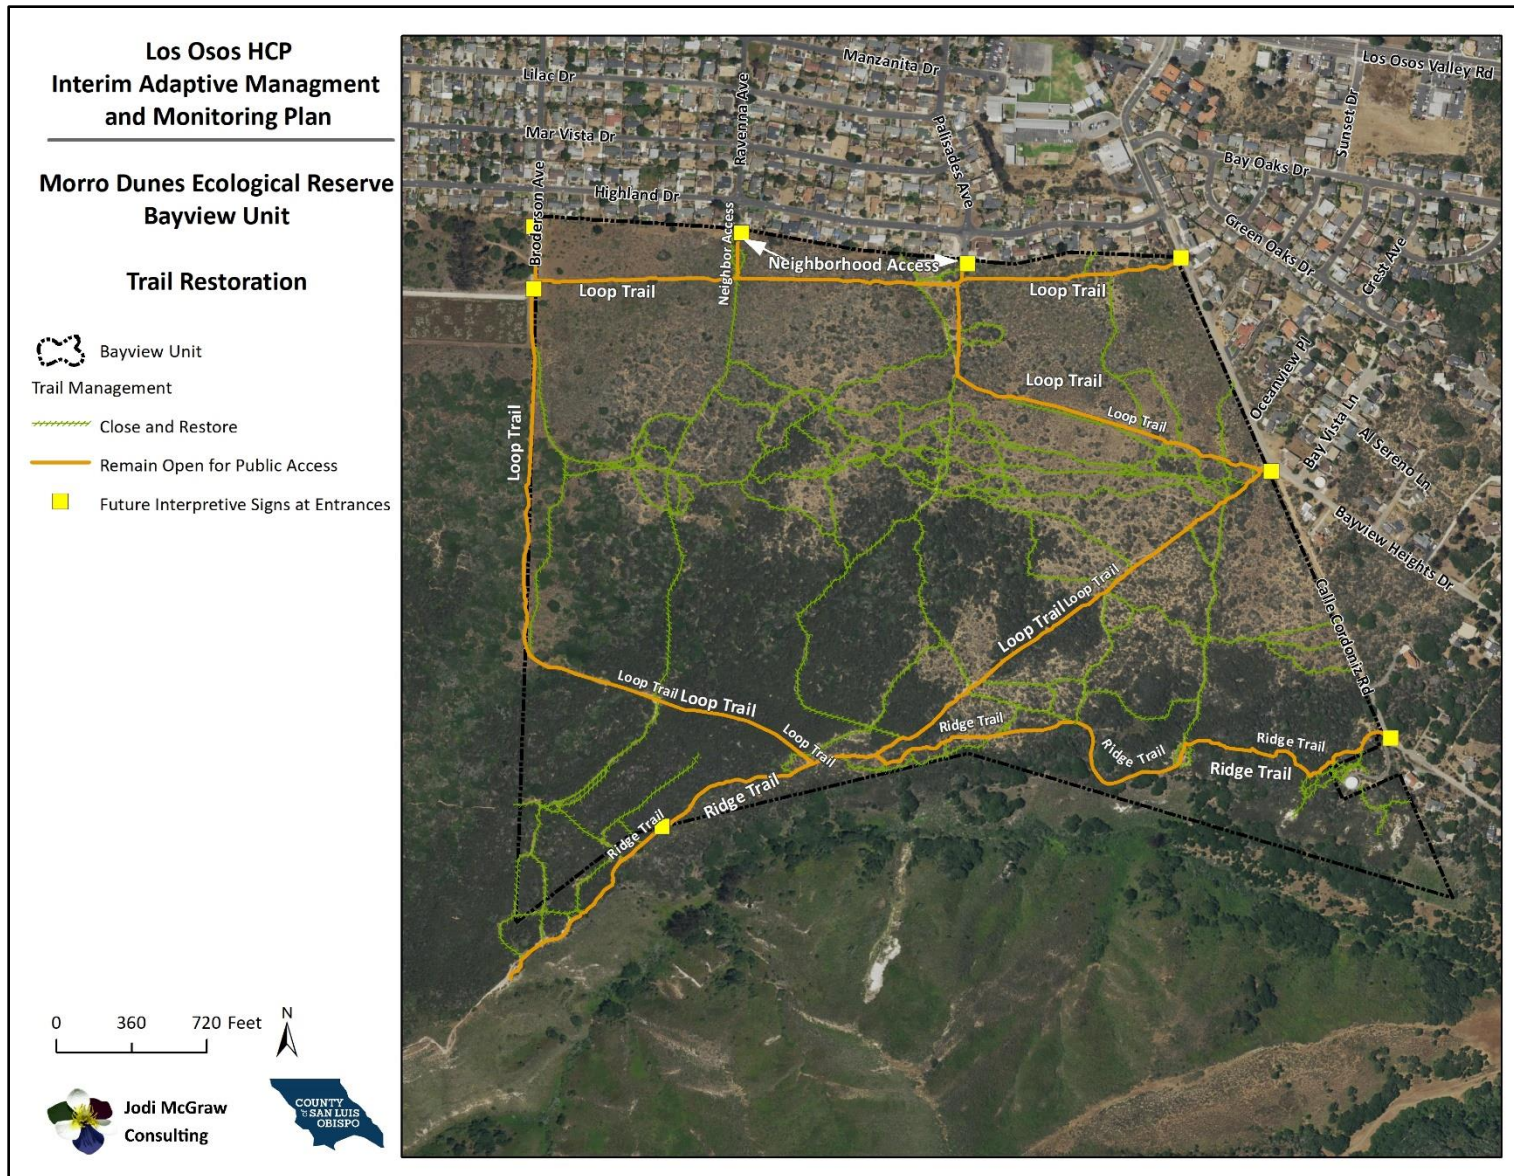 Los Osos HCP
Interim Adaptive Managment
and Monitoring Plan
Morro Dunes Ecological Reserve
Bayview Unit
Trail Restoration
Bayview Unit
Trail Management
Close and Restore
Remain Open for Public Access
Future Interpretive Signs at Entrances
0 360 720 Feet
N
Jodi McGraw
Consulting
COUNTY
OF SAN LUIS
OBISPO
Lilac Dr
Manzanita Dr
Los Osos Valley Rd
Mar Vista Dr
Ravenna Ave
Palisades Ave
Sunset Dr
Bay Oaks Dr
Highland Dr
Broderson Ave
Green Oaks Dr
Crest Ave
Neighbor Access
Neighborhood Access
Loop Trail
Loop Trail
Loop Trail
Loop Trail
Loop Trail
Oceanview Pl
Bay Vista Ln
Al Sereno Ln
Bayview Heights Dr
Calle Cordoniz Rd
Loop Trail
Loop Trail
Loop Trail
Loop Trail
Loop Trail
Ridge Trail
Ridge Trail
Ridge Trail
Ridge Trail
Ridge Trail
Ridge Trail